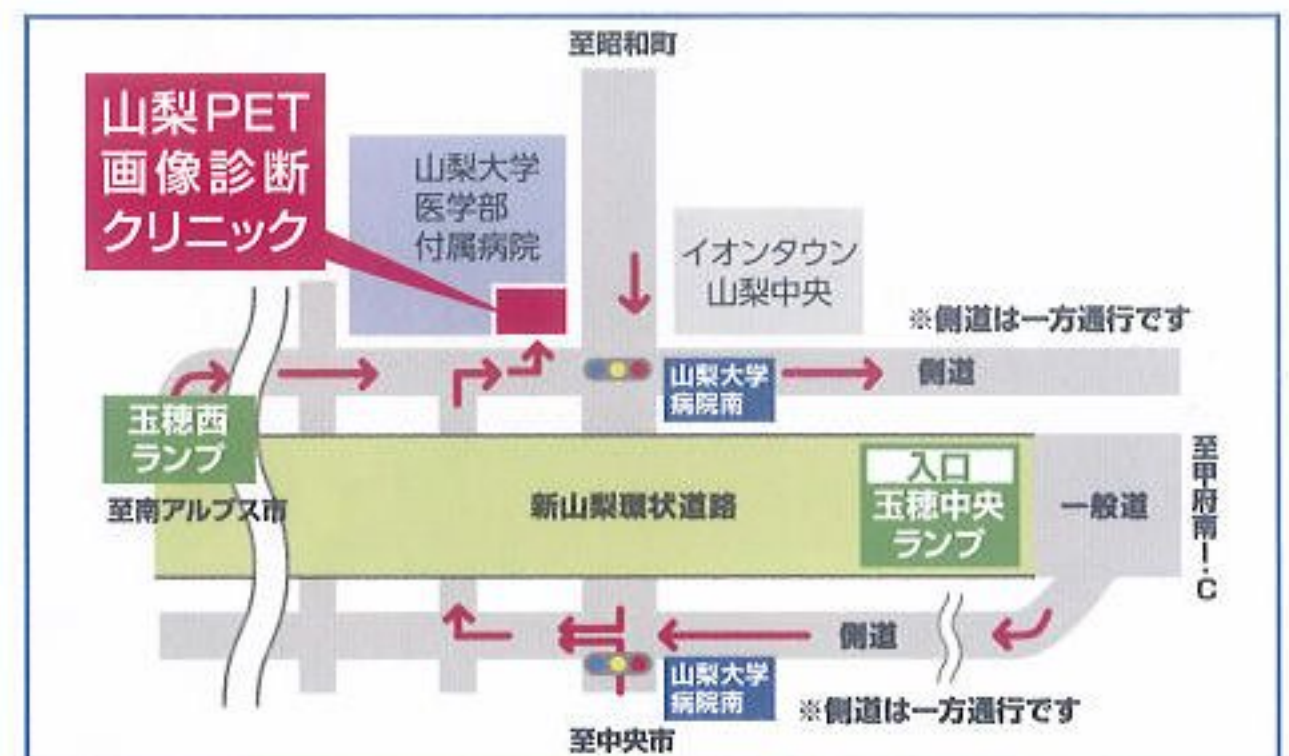 至昭和町
山梨PET
画像診断
クリニック
山梨大学
医学部
付属病院
イオンタウン
山梨中央
※側道は一方通行です
山梨大学
病院南
側道
玉穂西
ランプ
至南アルプス市
新山梨環状道路
入口
玉穂中央
ランプ
一般道
至甲府南I.C
側道
山梨大学
病院南
※側道は一方通行です
至中央市